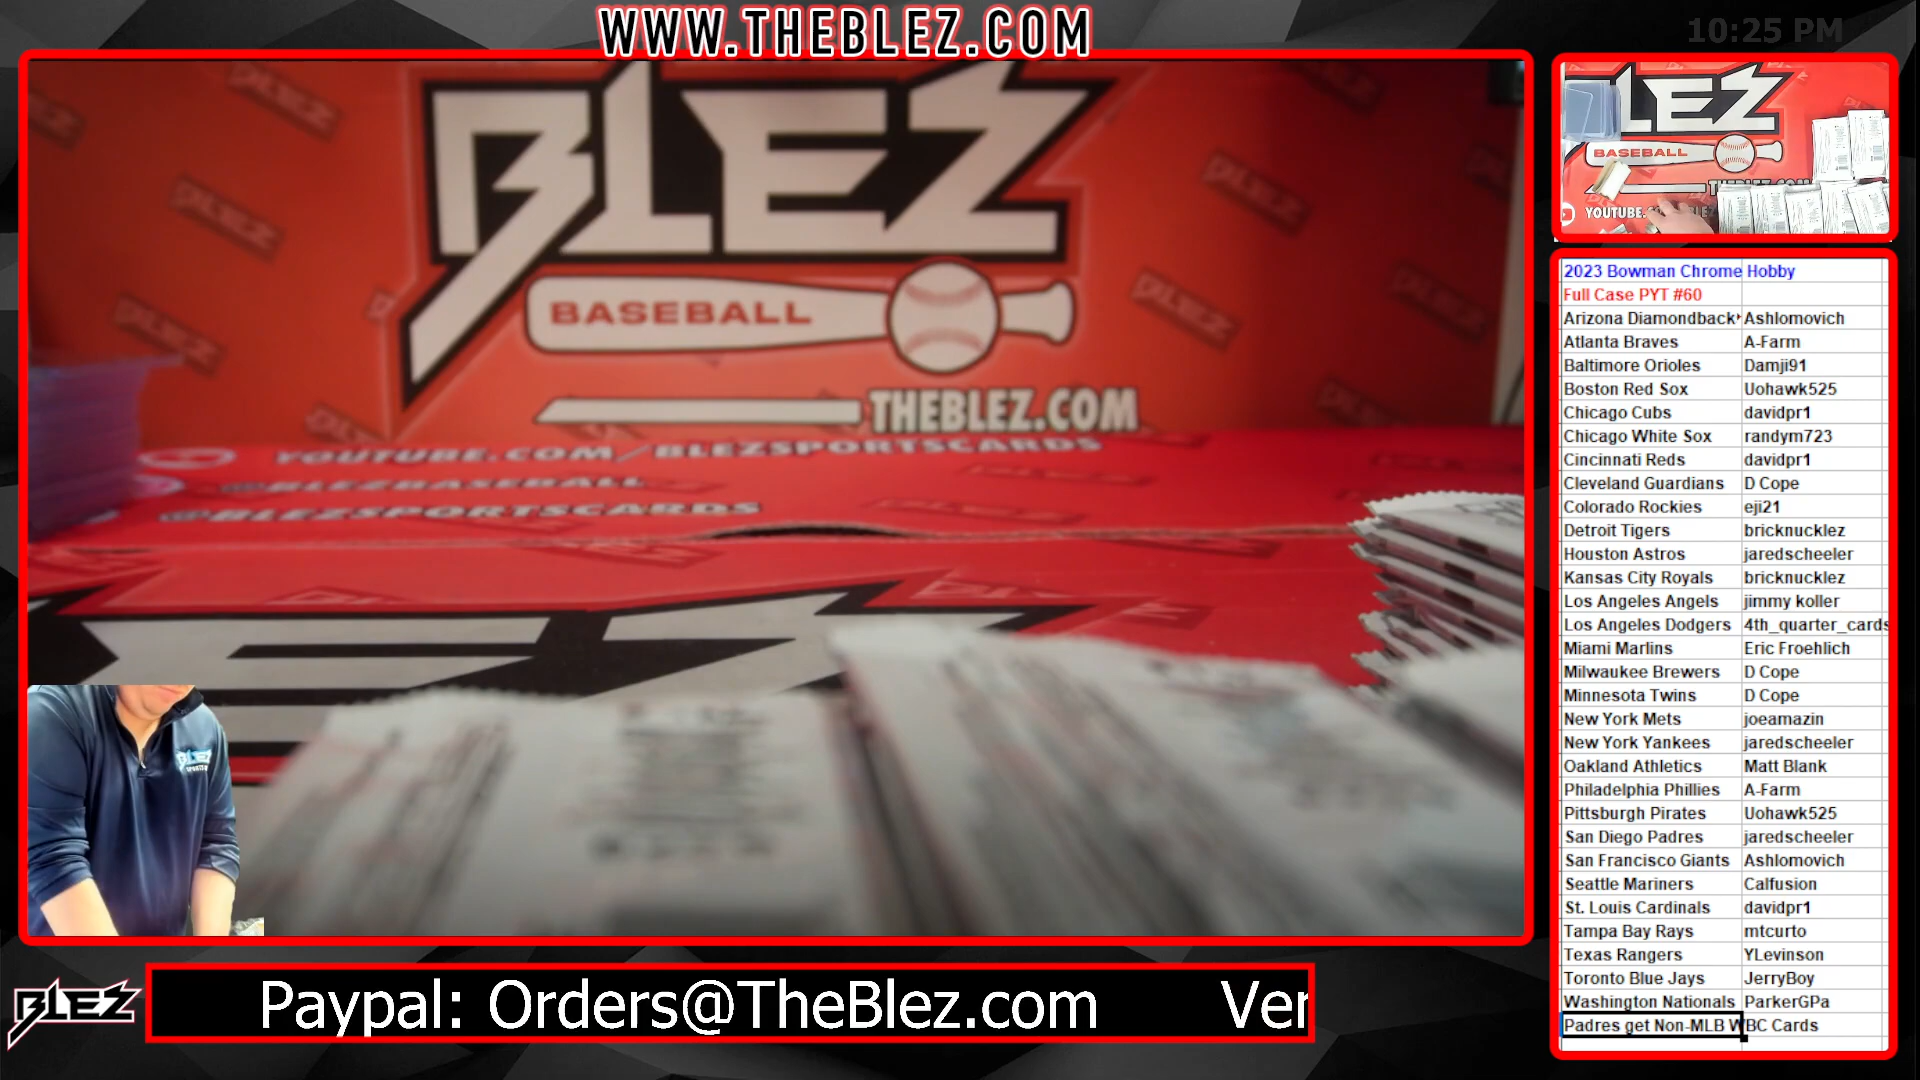 WWW.THEBLEZ.COM
10:25 PM
BLEZ
BASEBALL
THEBLEZ.COM
YOUTUBE.COM/BLEZSPORTSCARDS
@BLEZBASEBALL
@BLEZSPORTSCARDS
BLEZ
LEZ
BASEBALL
YOUTUBE.
2023 Bowman Chrome Hobby
Full Case PYT #60
Arizona Diamondback Ashlomovich
Atlanta Braves A-Farm
Baltimore Orioles Damji91
Boston Red Sox Uohawk525
Chicago Cubs davidpr1
Chicago White Sox randym723
Cincinnati Reds davidpr1
Cleveland Guardians D Cope
Colorado Rockies eji21
Detroit Tigers bricknucklez
Houston Astros jaredscheeler
Kansas City Royals bricknucklez
Los Angeles Angels jimmy koller
Los Angeles Dodgers 4th_quarter_cards
Miami Marlins Eric Froehlich
Milwaukee Brewers D Cope
Minnesota Twins D Cope
New York Mets joeamazin
New York Yankees jaredscheeler
Oakland Athletics Matt Blank
Philadelphia Phillies A-Farm
Pittsburgh Pirates Uohawk525
San Diego Padres jaredscheeler
San Francisco Giants Ashlomovich
Seattle Mariners Calfusion
St. Louis Cardinals davidpr1
Tampa Bay Rays mtcurto
Texas Rangers YLevinson
Toronto Blue Jays JerryBoy
Washington Nationals ParkerGPa
Padres get Non-MLB WBC Cards
BLEZ
Paypal: Orders@TheBlez.com Ver